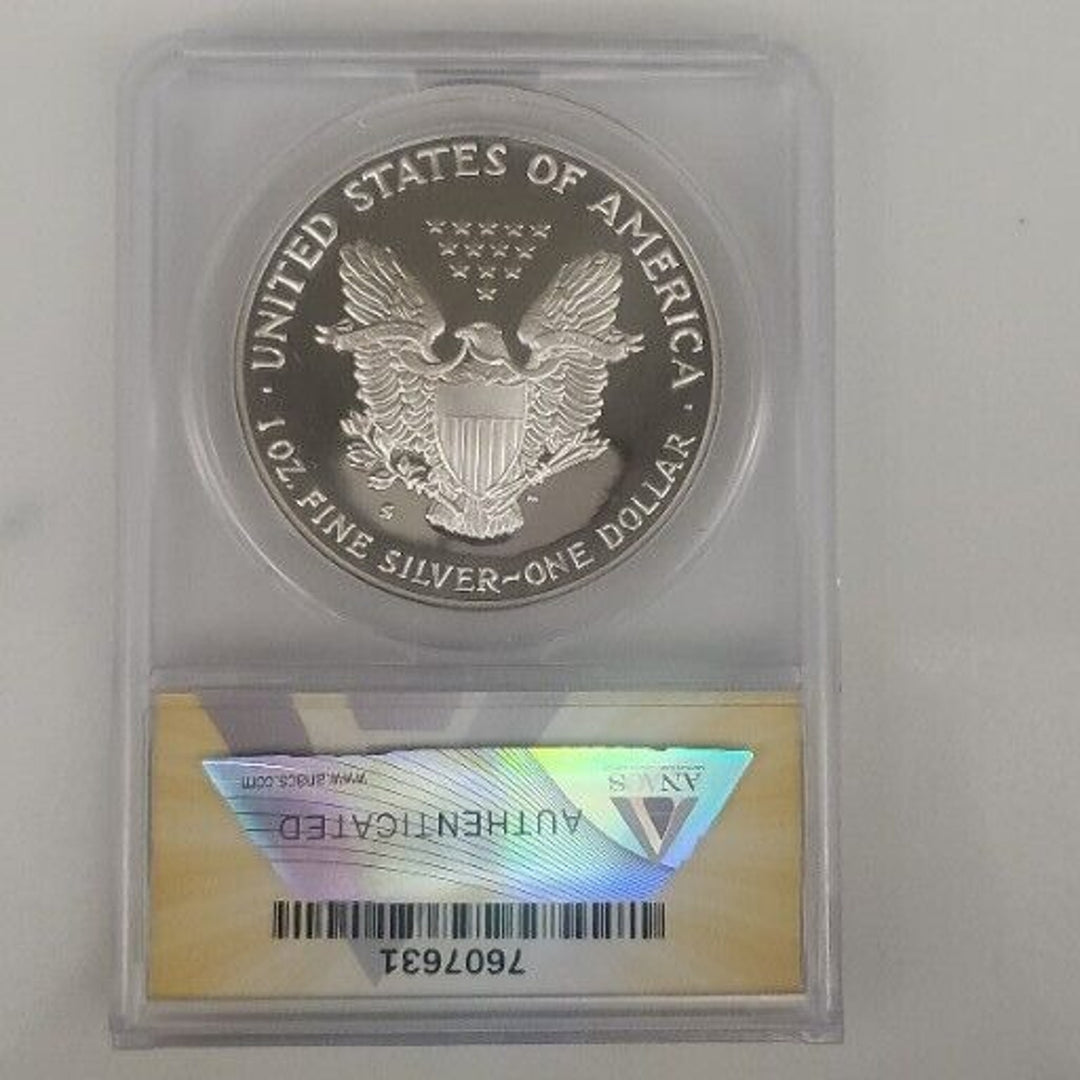 UNITED STATES OF AMERICA
· 1 OZ. FINE SILVER~ONE DOLLAR ·
S
ANACS
www.anacs.com
AUTHENTICATED
7607631